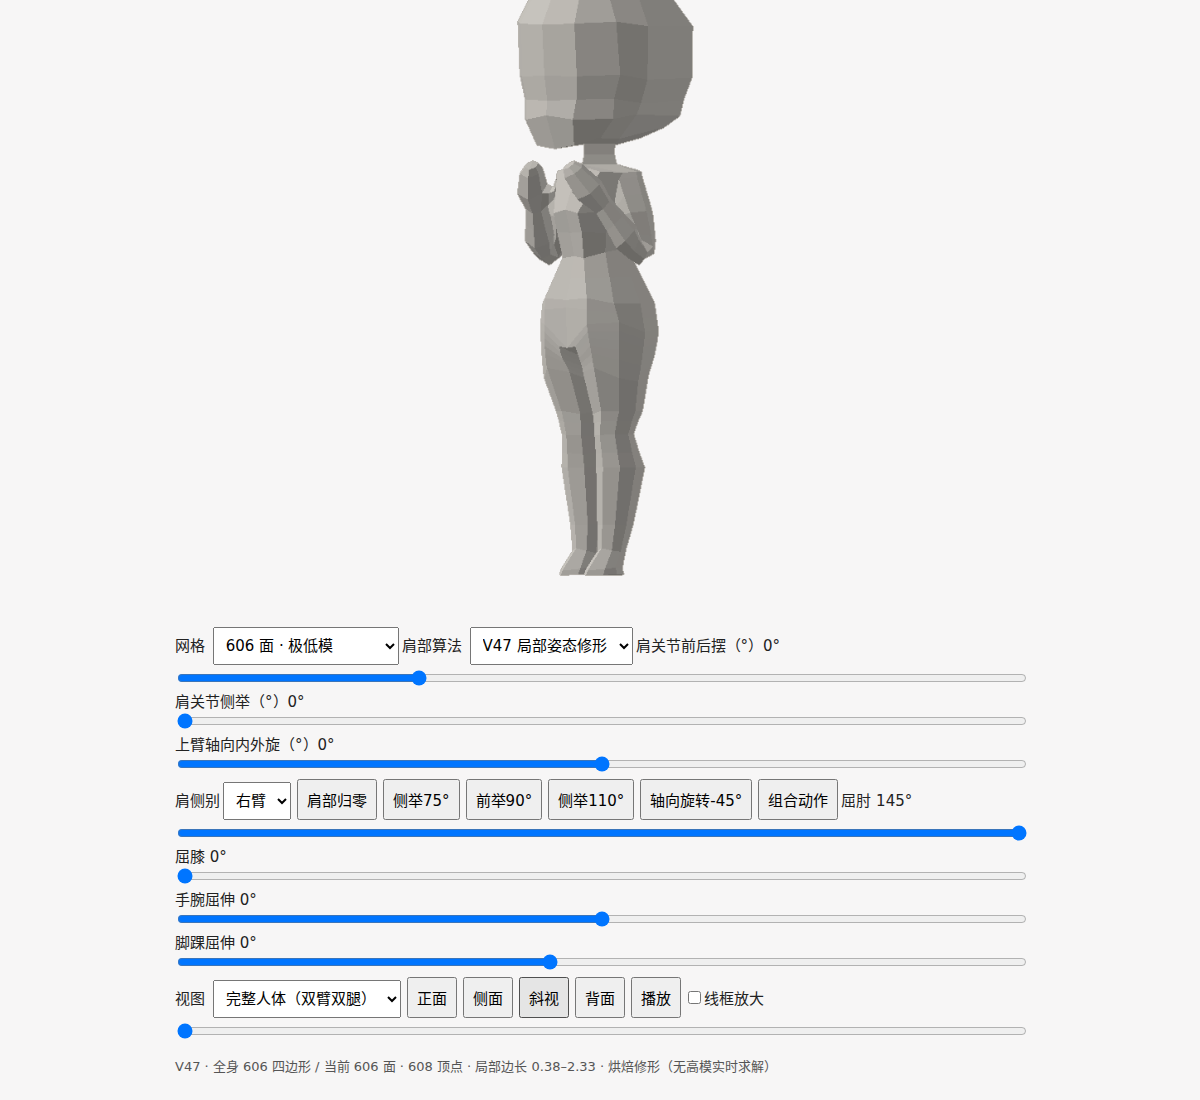 网格 606 面 · 极低模 肩部算法 V47 局部姿态修形 肩关节前后摆（°）0°
肩关节侧举（°）0°
上臂轴向内外旋（°）0°
肩侧别 右臂 肩部归零 侧举75° 前举90° 侧举110° 轴向旋转-45° 组合动作 屈肘 145°
屈膝 0°
手腕屈伸 0°
脚踝屈伸 0°
视图 完整人体（双臂双腿） 正面 侧面 斜视 背面 播放 线框放大
V47 · 全身 606 四边形 / 当前 606 面 · 608 顶点 · 局部边长 0.38–2.33 · 烘焙修形（无高模实时求解）